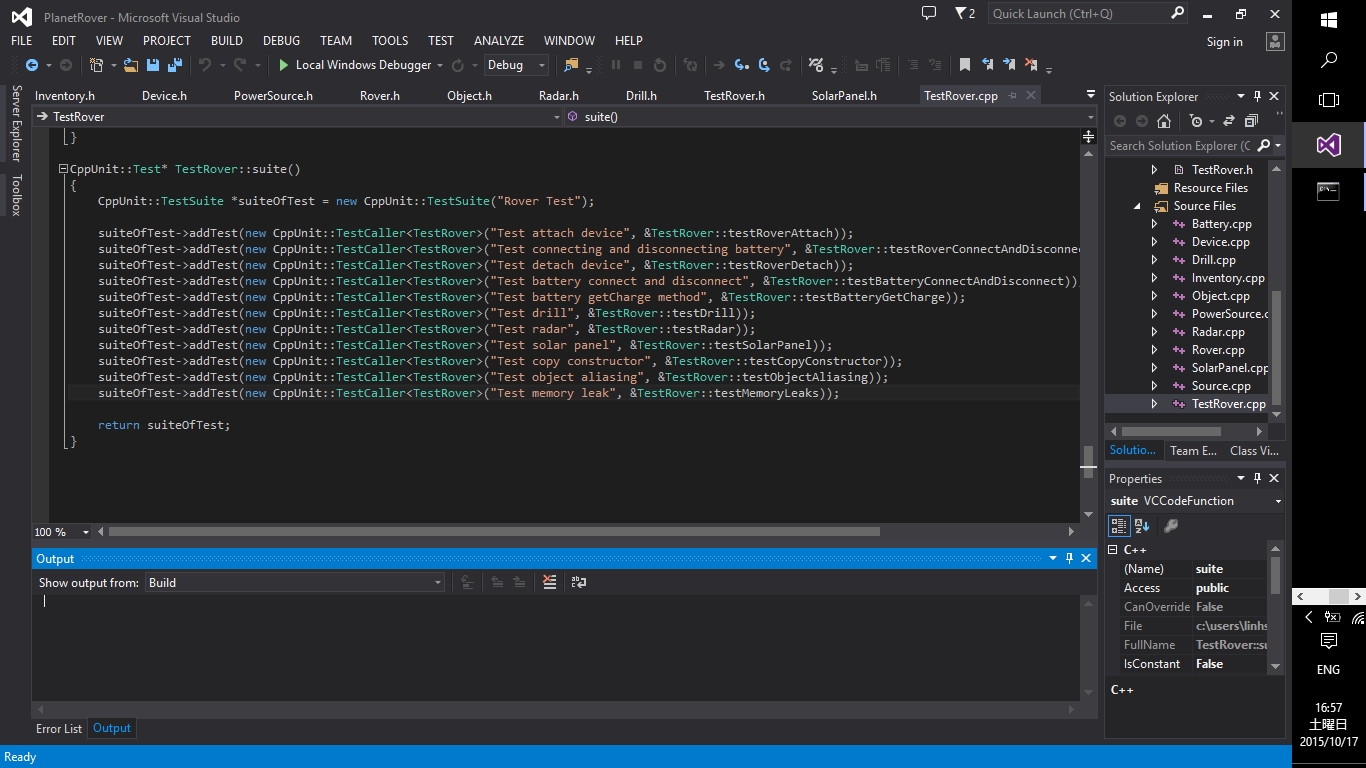 PlanetRover - Microsoft Visual Studio
2
Quick Launch (Ctrl+Q)
FILE EDIT VIEW PROJECT BUILD DEBUG TEAM TOOLS TEST ANALYZE WINDOW HELP
Sign in
Local Windows Debugger
Debug
Server Explorer
Toolbox
Inventory.h Device.h PowerSource.h Rover.h Object.h Radar.h Drill.h TestRover.h SolarPanel.h TestRover.cpp
TestRover
suite()
}
CppUnit::Test* TestRover::suite()
{
CppUnit::TestSuite *suiteOfTest = new CppUnit::TestSuite("Rover Test");
suiteOfTest->addTest(new CppUnit::TestCaller<TestRover>("Test attach device", &TestRover::testRoverAttach));
suiteOfTest->addTest(new CppUnit::TestCaller<TestRover>("Test connecting and disconnecting battery", &TestRover::testRoverConnectAndDisconne
suiteOfTest->addTest(new CppUnit::TestCaller<TestRover>("Test detach device", &TestRover::testRoverDetach));
suiteOfTest->addTest(new CppUnit::TestCaller<TestRover>("Test battery connect and disconnect", &TestRover::testBatteryConnectAndDisconnect))
suiteOfTest->addTest(new CppUnit::TestCaller<TestRover>("Test battery getCharge method", &TestRover::testBatteryGetCharge));
suiteOfTest->addTest(new CppUnit::TestCaller<TestRover>("Test drill", &TestRover::testDrill));
suiteOfTest->addTest(new CppUnit::TestCaller<TestRover>("Test radar", &TestRover::testRadar));
suiteOfTest->addTest(new CppUnit::TestCaller<TestRover>("Test solar panel", &TestRover::testSolarPanel));
suiteOfTest->addTest(new CppUnit::TestCaller<TestRover>("Test copy constructor", &TestRover::testCopyConstructor));
suiteOfTest->addTest(new CppUnit::TestCaller<TestRover>("Test object aliasing", &TestRover::testObjectAliasing));
suiteOfTest->addTest(new CppUnit::TestCaller<TestRover>("Test memory leak", &TestRover::testMemoryLeaks));
return suiteOfTest;
}
100 %
Output
Show output from: Build
Error List Output
Ready
Solution Explorer
Search Solution Explorer (C
TestRover.h
Resource Files
Source Files
Battery.cpp
Device.cpp
Drill.cpp
Inventory.cpp
Object.cpp
PowerSource.c
Radar.cpp
Rover.cpp
SolarPanel.cpp
Source.cpp
TestRover.cpp
Solutio... Team E... Class Vi...
Properties
suite VCCodeFunction
C++
(Name) suite
Access public
CanOverride False
File c:\users\linhs
FullName TestRover::su
IsConstant False
C++
ENG
16:57
土曜日
2015/10/17